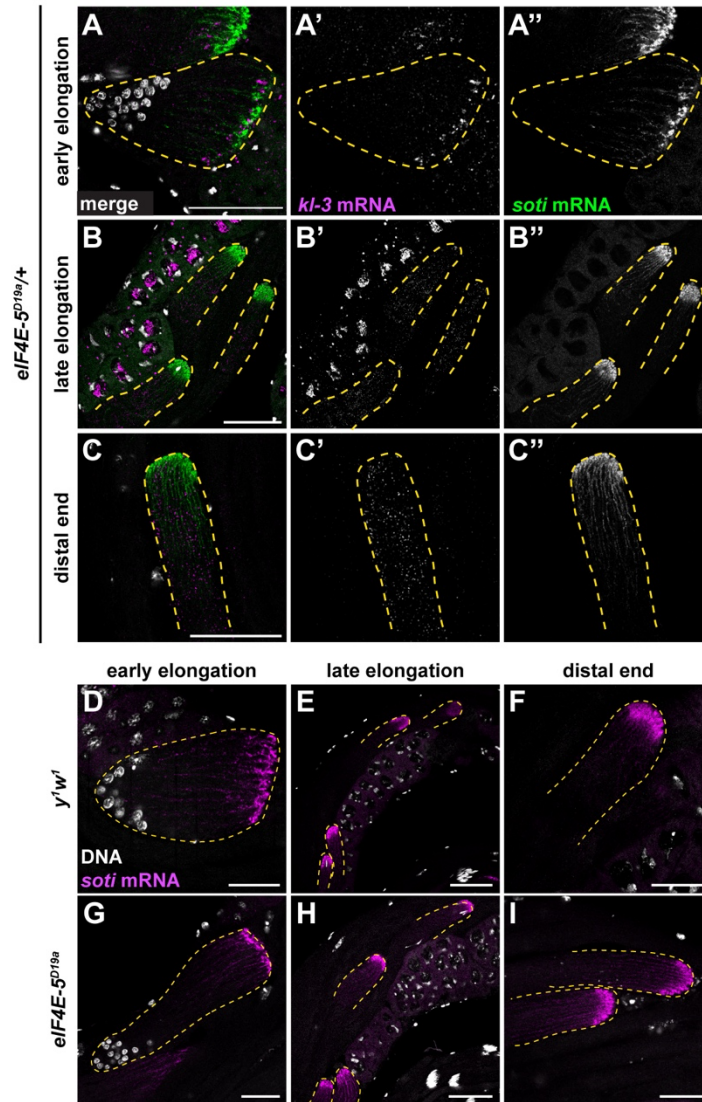 A A' A''
early elongation
merge kl-3 mRNA soti mRNA
eIF4E-5ᴰ¹⁹ᵃ/+
B B' B''
late elongation
C C' C''
distal end
early elongation late elongation distal end
D E F
y¹w¹
DNA
soti mRNA
G H I
eIF4E-5ᴰ¹⁹ᵃ